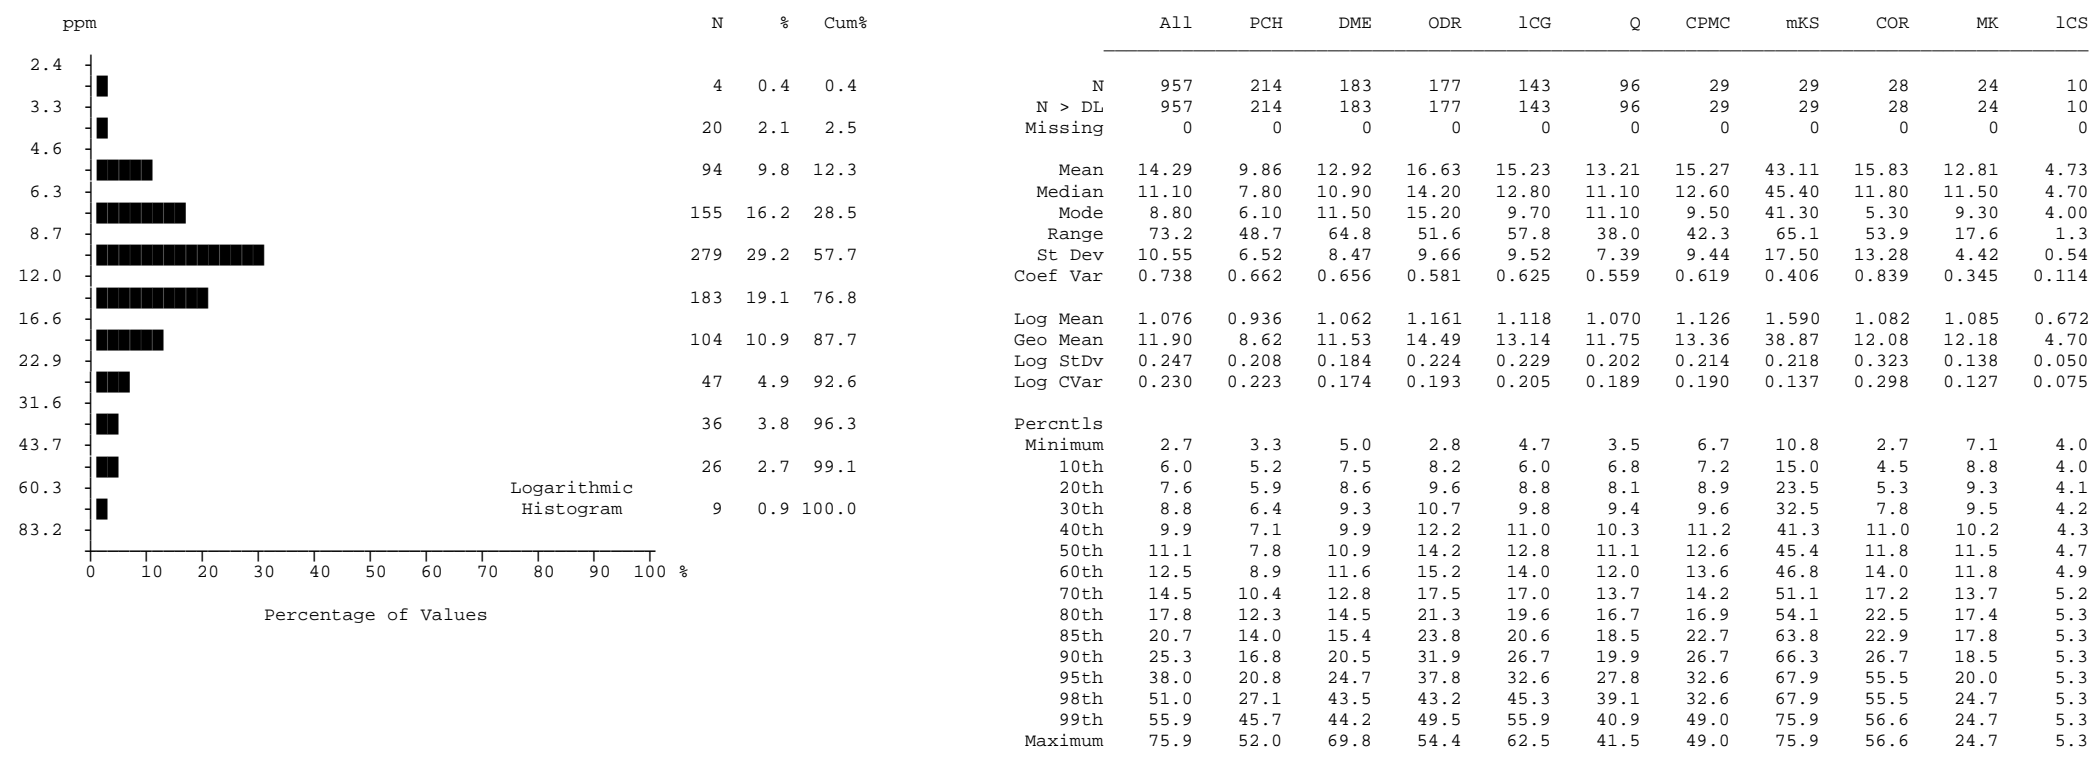 ppm N % Cum% All PCH DME ODR lCG Q CPMC mKS COR MK lCS
2.4
4 0.4 0.4 N 957 214 183 177 143 96 29 29 28 24 10
3.3 N > DL 957 214 183 177 143 96 29 29 28 24 10
20 2.1 2.5 Missing 0 0 0 0 0 0 0 0 0 0 0
4.6
94 9.8 12.3 Mean 14.29 9.86 12.92 16.63 15.23 13.21 15.27 43.11 15.83 12.81 4.73
6.3 Median 11.10 7.80 10.90 14.20 12.80 11.10 12.60 45.40 11.80 11.50 4.70
155 16.2 28.5 Mode 8.80 6.10 11.50 15.20 9.70 11.10 9.50 41.30 5.30 9.30 4.00
8.7 Range 73.2 48.7 64.8 51.6 57.8 38.0 42.3 65.1 53.9 17.6 1.3
279 29.2 57.7 St Dev 10.55 6.52 8.47 9.66 9.52 7.39 9.44 17.50 13.28 4.42 0.54
12.0 Coef Var 0.738 0.662 0.656 0.581 0.625 0.559 0.619 0.406 0.839 0.345 0.114
183 19.1 76.8
16.6 Log Mean 1.076 0.936 1.062 1.161 1.118 1.070 1.126 1.590 1.082 1.085 0.672
104 10.9 87.7 Geo Mean 11.90 8.62 11.53 14.49 13.14 11.75 13.36 38.87 12.08 12.18 4.70
22.9 Log StDv 0.247 0.208 0.184 0.224 0.229 0.202 0.214 0.218 0.323 0.138 0.050
47 4.9 92.6 Log CVar 0.230 0.223 0.174 0.193 0.205 0.189 0.190 0.137 0.298 0.127 0.075
31.6
36 3.8 96.3 Percntls
43.7 Minimum 2.7 3.3 5.0 2.8 4.7 3.5 6.7 10.8 2.7 7.1 4.0
26 2.7 99.1 10th 6.0 5.2 7.5 8.2 6.0 6.8 7.2 15.0 4.5 8.8 4.0
60.3 Logarithmic 20th 7.6 5.9 8.6 9.6 8.8 8.1 8.9 23.5 5.3 9.3 4.1
Histogram 9 0.9 100.0 30th 8.8 6.4 9.3 10.7 9.8 9.4 9.6 32.5 7.8 9.5 4.2
83.2 40th 9.9 7.1 9.9 12.2 11.0 10.3 11.2 41.3 11.0 10.2 4.3
50th 11.1 7.8 10.9 14.2 12.8 11.1 12.6 45.4 11.8 11.5 4.7
0 10 20 30 40 50 60 70 80 90 100 % 60th 12.5 8.9 11.6 15.2 14.0 12.0 13.6 46.8 14.0 11.8 4.9
70th 14.5 10.4 12.8 17.5 17.0 13.7 14.2 51.1 17.2 13.7 5.2
Percentage of Values 80th 17.8 12.3 14.5 21.3 19.6 16.7 16.9 54.1 22.5 17.4 5.3
85th 20.7 14.0 15.4 23.8 20.6 18.5 22.7 63.8 22.9 17.8 5.3
90th 25.3 16.8 20.5 31.9 26.7 19.9 26.7 66.3 26.7 18.5 5.3
95th 38.0 20.8 24.7 37.8 32.6 27.8 32.6 67.9 55.5 20.0 5.3
98th 51.0 27.1 43.5 43.2 45.3 39.1 32.6 67.9 55.5 24.7 5.3
99th 55.9 45.7 44.2 49.5 55.9 40.9 49.0 75.9 56.6 24.7 5.3
Maximum 75.9 52.0 69.8 54.4 62.5 41.5 49.0 75.9 56.6 24.7 5.3